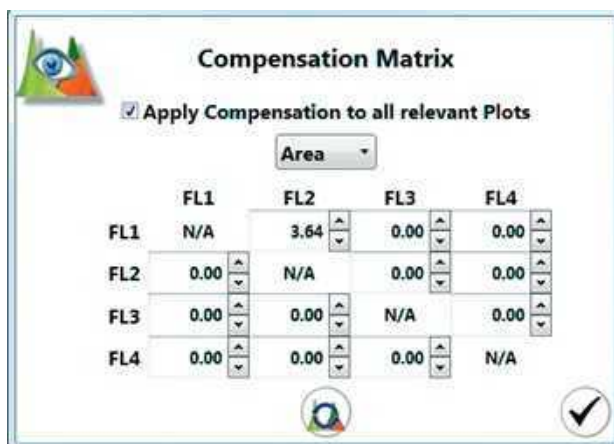 Compensation Matrix
Apply Compensation to all relevant Plots
Area
FL1 FL2 FL3 FL4
FL1 N/A 3.64 0.00 0.00
FL2 0.00 N/A 0.00 0.00
FL3 0.00 0.00 N/A 0.00
FL4 0.00 0.00 0.00 N/A